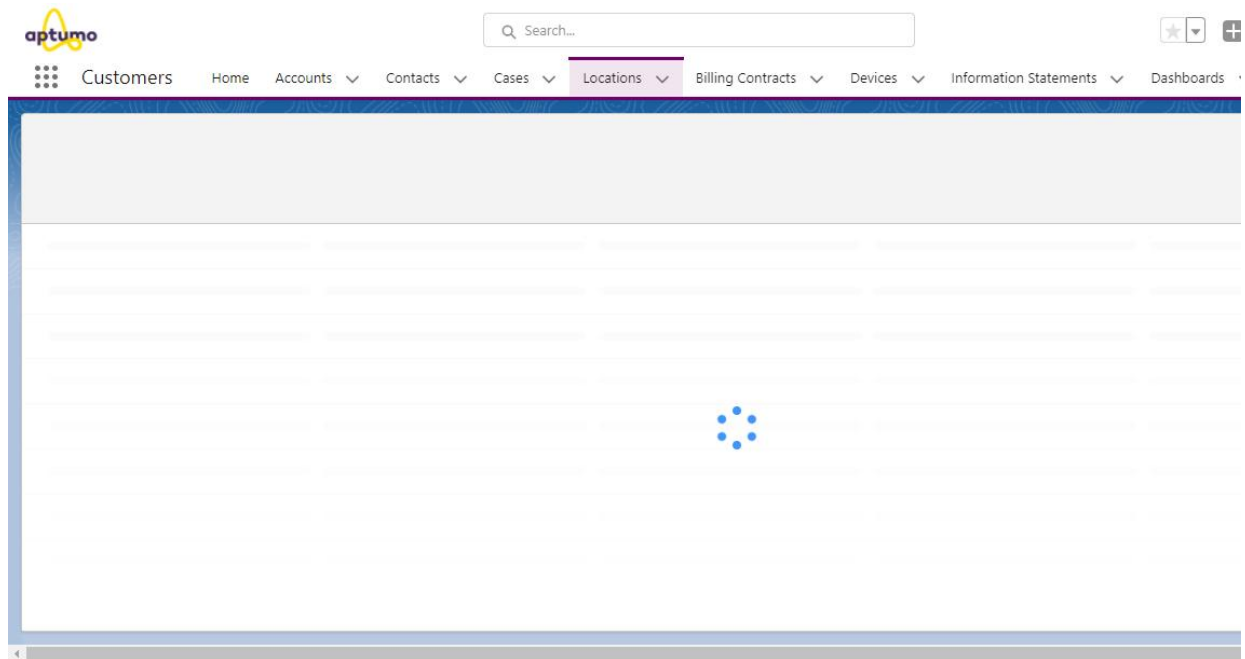 aptumo
Search...
Customers Home Accounts Contacts Cases Locations Billing Contracts Devices Information Statements Dashboards